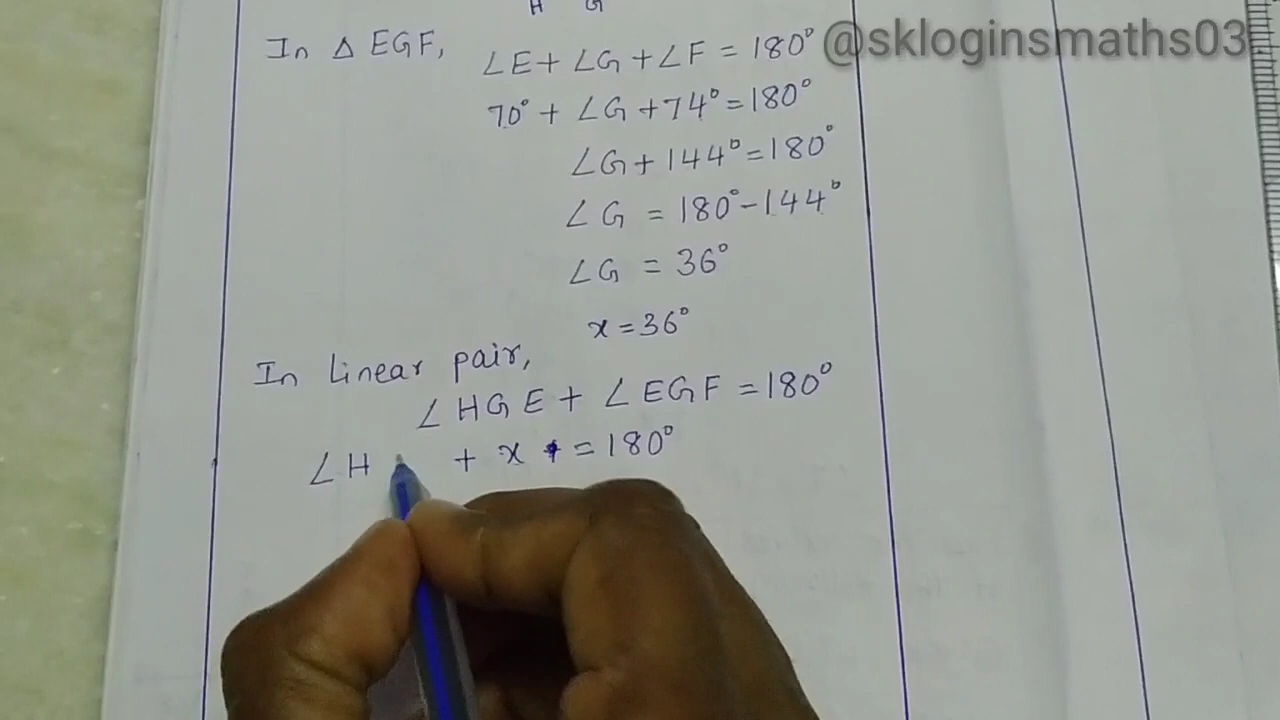 H G
In Δ EGF, ∠E + ∠G + ∠F = 180°
@skloginsmaths03
70° + ∠G + 74° = 180°
∠G + 144° = 180°
∠G = 180° - 144°
∠G = 36°
x = 36°
In Linear pair,
∠HGE + ∠EGF = 180°
∠H + x = 180°